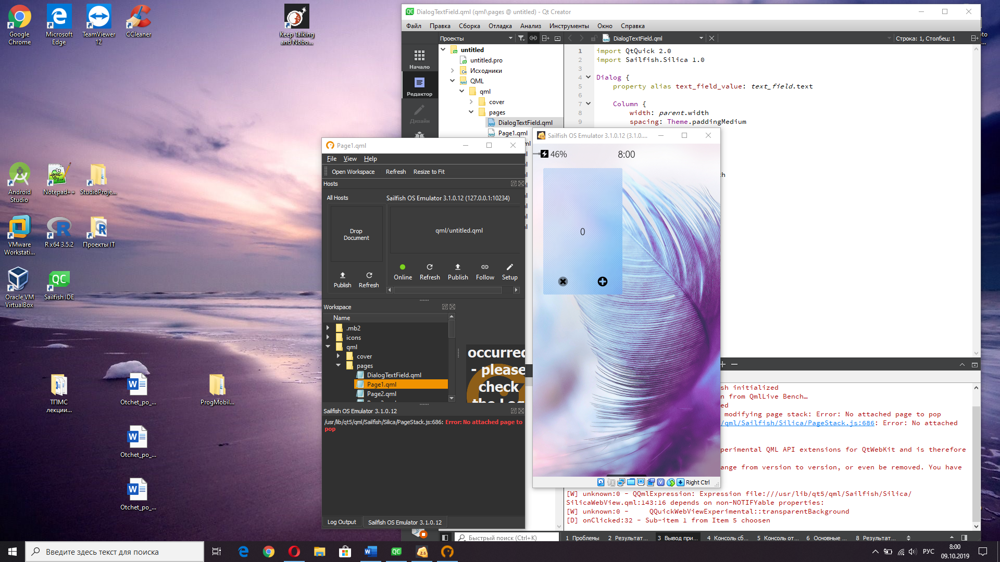 Google
Chrome
Microsoft
Edge
TeamViewer
12
CCleaner
Keep Talking
and Nobo...
Android
Studio
Notepad++
StudioProje...
VMware
Workstati...
R x64 3.5.2
Проекты IT
Oracle VM
VirtualBox
Sailfish IDE
ТПМС
лекции...
Otchet_po_...
ProgMobil...
Otchet_po_...
Otchet_po_...
DialogTextField.qml (qml\pages @ untitled) - Qt Creator
Файл Правка Сборка Отладка Анализ Инструменты Окно Справка
Проекты
DialogTextField.qml
Строка: 1, Столбец: 1
Начало
Редактор
Дизайн
untitled
untitled.pro
Исходники
QML
qml
cover
pages
DialogTextField.qml
Page1.qml
1 import QtQuick 2.0
2 import Sailfish.Silica 1.0
3
4 Dialog {
5 property alias text_field_value: text_field.text
6
7 Column {
8 width: parent.width
9 spacing: Theme.paddingMedium
Page1.qml
File View Help
Open Workspace Refresh Resize to Fit
Hosts
All Hosts
Sailfish OS Emulator 3.1.0.12 (127.0.0.1:10234)
Drop
Document
qml/untitled.qml
Publish Refresh
Online Refresh Publish Follow Setup
Workspace
Name
.mb2
icons
qml
cover
pages
DialogTextField.qml
Page1.qml
Page2.qml
occurred
- please
check
the Log
Sailfish OS Emulator 3.1.0.12
/usr/lib/qt5/qml/Sailfish/Silica/PageStack.js:686: Error: No attached page to
pop
Log Output Sailfish OS Emulator 3.1.0.12
Sailfish OS Emulator 3.1.0.12 (3.1.0....
46% 8:00
0
Right Ctrl
sh initialized
n from QmlLive Bench…
ed
modifying page stack: Error: No attached page to pop
/qml/Sailfish/Silica/PageStack.js:686: Error: No attached
perimental QML API extensions for QtWebKit and is therefore
ange from version to version, or even be removed. You have
[W] unknown:0 - QQmlExpression: Expression file:///usr/lib/qt5/qml/Sailfish/Silica/
SilicaWebView.qml:143:16 depends on non-NOTIFYable properties:
[W] unknown:0 - QQuickWebViewExperimental::transparentBackground
[D] onClicked:32 - Sub-item 1 from Item 5 choosen
Быстрый поиск (Ctrl+K)
1 Проблемы 2 Результат... 3 Вывод при... 4 Консоль сб... 5 Консоль от... 6 Основные ... 8 Результат...
Введите здесь текст для поиска
РУС
8:00
09.10.2019